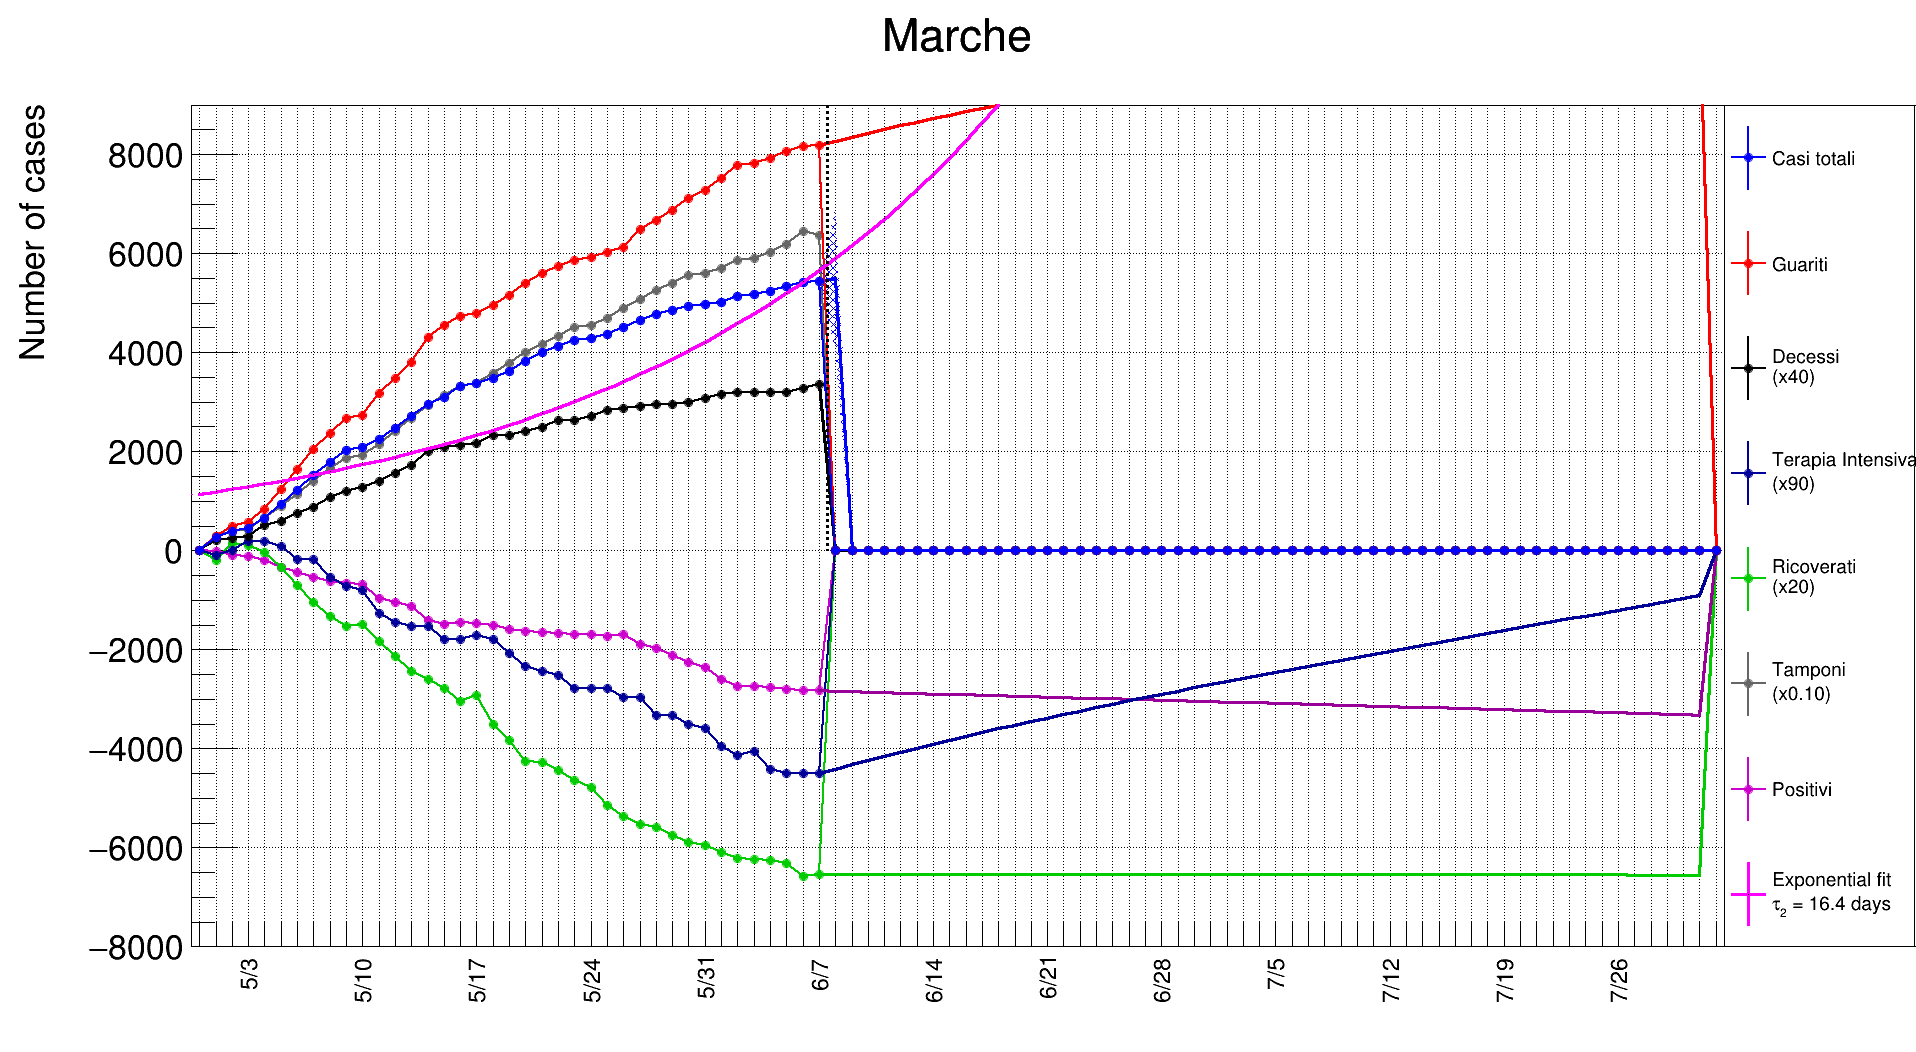 Marche
Number of cases
8000
6000
4000
2000
0
−2000
−4000
−6000
−8000
5/3
5/10
5/17
5/24
5/31
6/7
6/14
6/21
6/28
7/5
7/12
7/19
7/26
Casi totali
Guariti
Decessi
(x40)
Terapia Intensiva
(x90)
Ricoverati
(x20)
Tamponi
(x0.10)
Positivi
Exponential fit
τ2 = 16.4 days